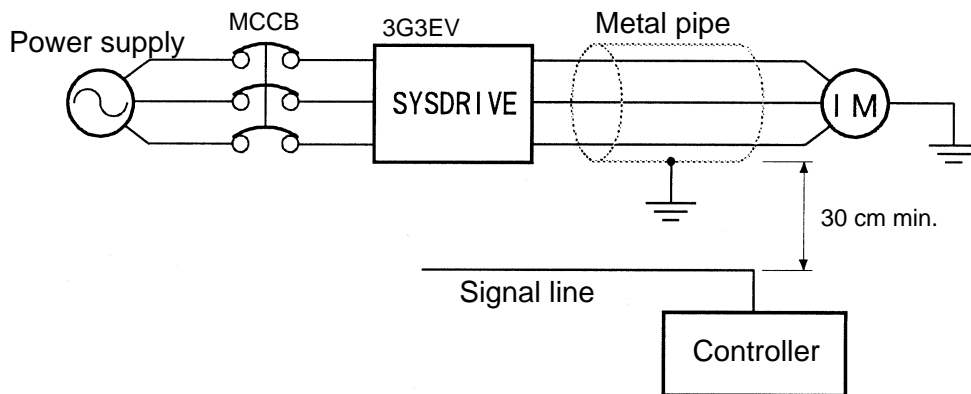 MCCB
3G3EV
Metal pipe
Power supply
SYSDRIVE
IM
30 cm min.
Signal line
Controller